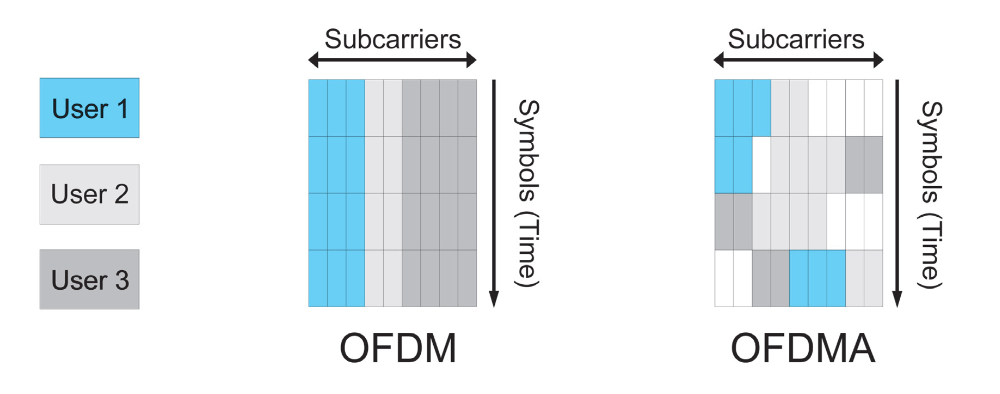 User 1
User 2
User 3
Subcarriers
Symbols (Time)
OFDM
Subcarriers
Symbols (Time)
OFDMA